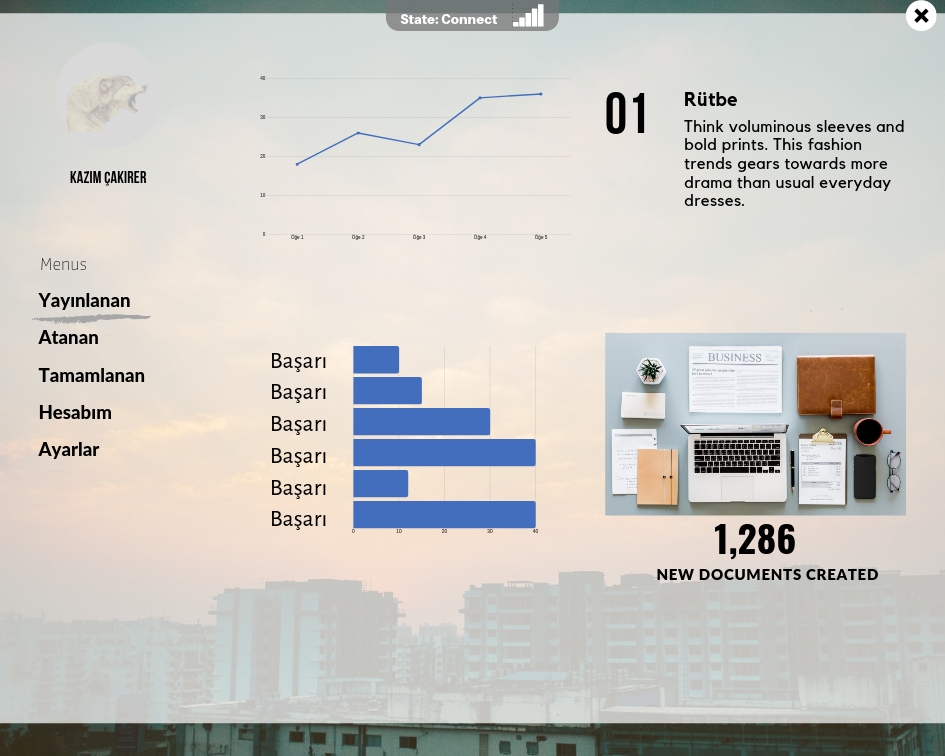 State: Connect
KAZIM ÇAKIRER
Menus
Yayınlanan
Atanan
Tamamlanan
Hesabım
Ayarlar
40
30
20
10
0
Öğe 1 Öğe 2 Öğe 3 Öğe 4 Öğe 5
01
Rütbe
Think voluminous sleeves and
bold prints. This fashion
trends gears towards more
drama than usual everyday
dresses.
Başarı
Başarı
Başarı
Başarı
Başarı
Başarı
0 10 20 30 40
BUSINESS
1,286
NEW DOCUMENTS CREATED